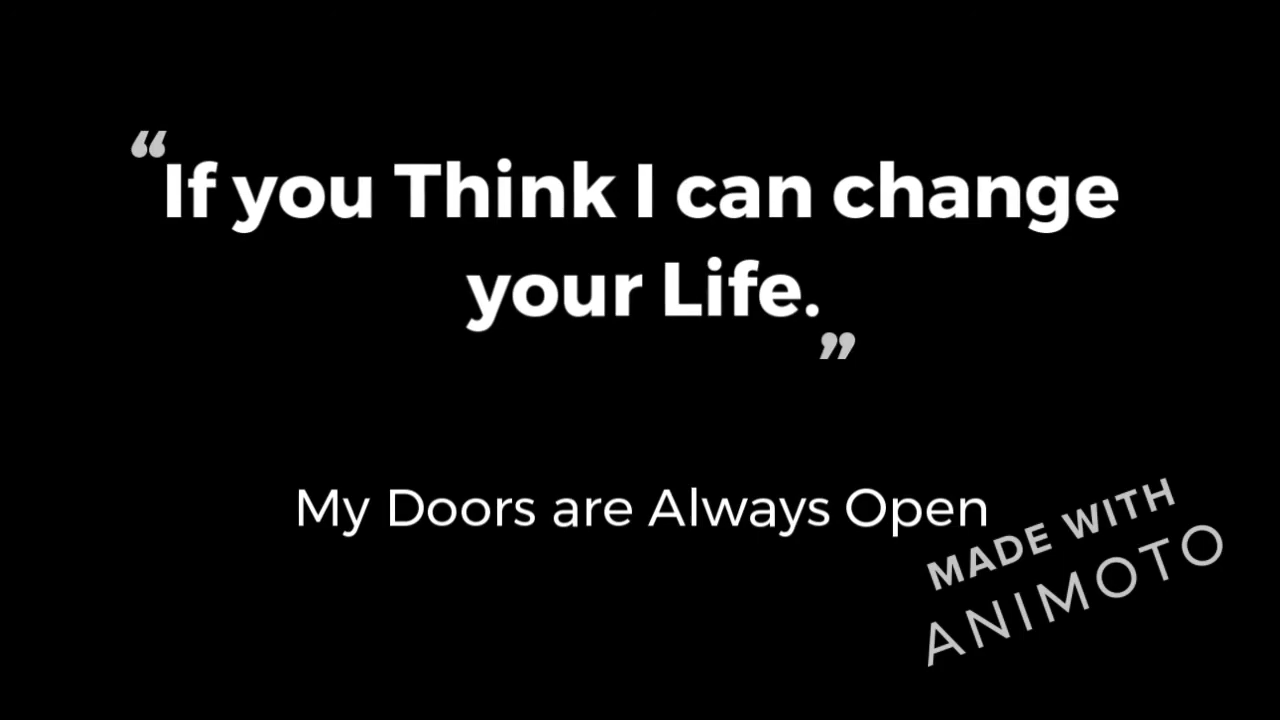 “If you Think I can change
your Life.”
My Doors are Always Open
MADE WITH
ANIMOTO